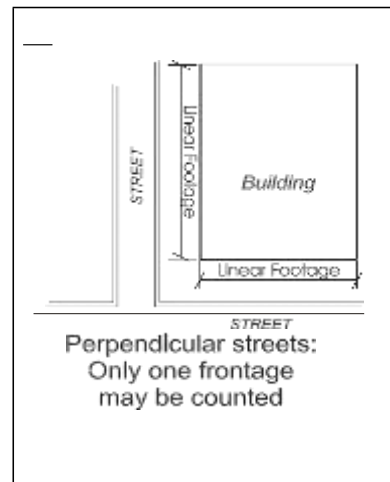 Linear Footage
STREET
Building
Linear Footage
STREET
Perpendicular streets:
Only one frontage
may be counted